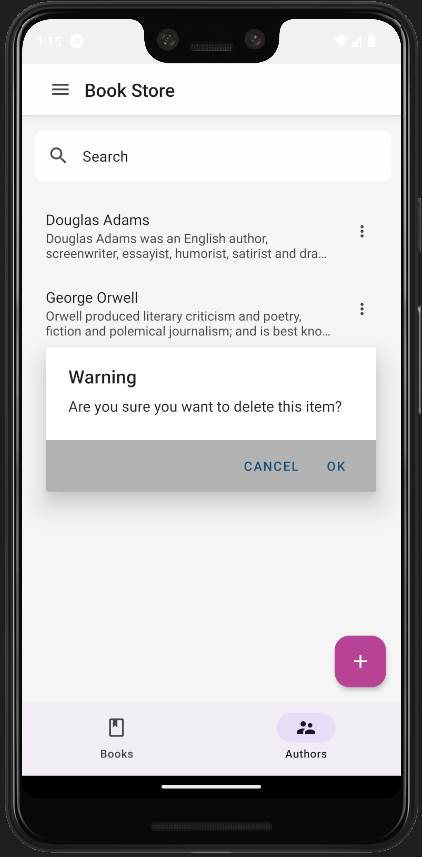 1:15
Book Store
Search
Douglas Adams
Douglas Adams was an English author,
screenwriter, essayist, humorist, satirist and dra...
George Orwell
Orwell produced literary criticism and poetry,
fiction and polemical journalism; and is best kno...
Warning
Are you sure you want to delete this item?
CANCEL OK
Books Authors